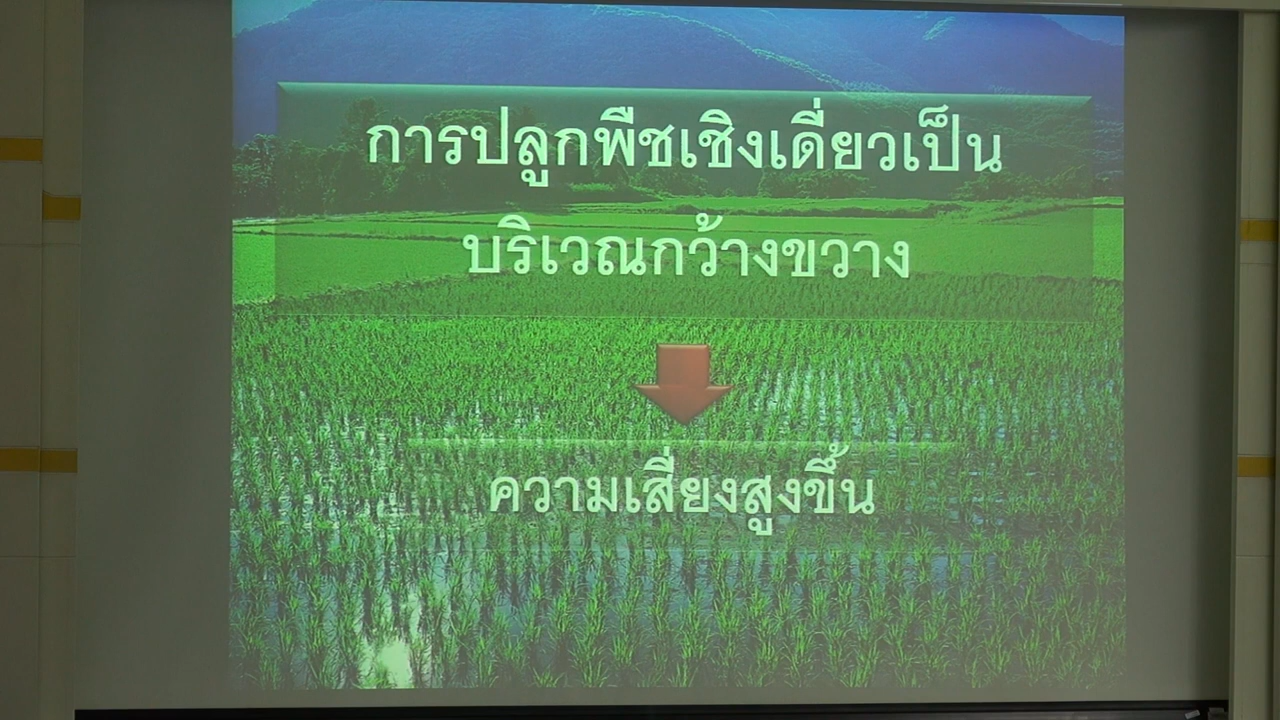 การปลูกพืชเชิงเดี่ยวเป็น
บริเวณกว้างขวาง
ความเสี่ยงสูงขึ้น